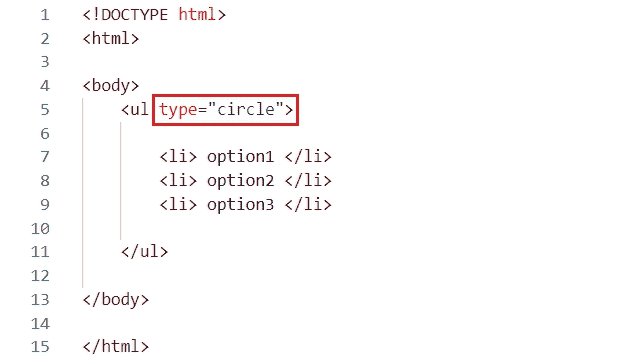 1 <!DOCTYPE html>
2 <html>
3
4 <body>
5 <ul type="circle">
6
7 <li> option1 </li>
8 <li> option2 </li>
9 <li> option3 </li>
10
11 </ul>
12
13 </body>
14
15 </html>